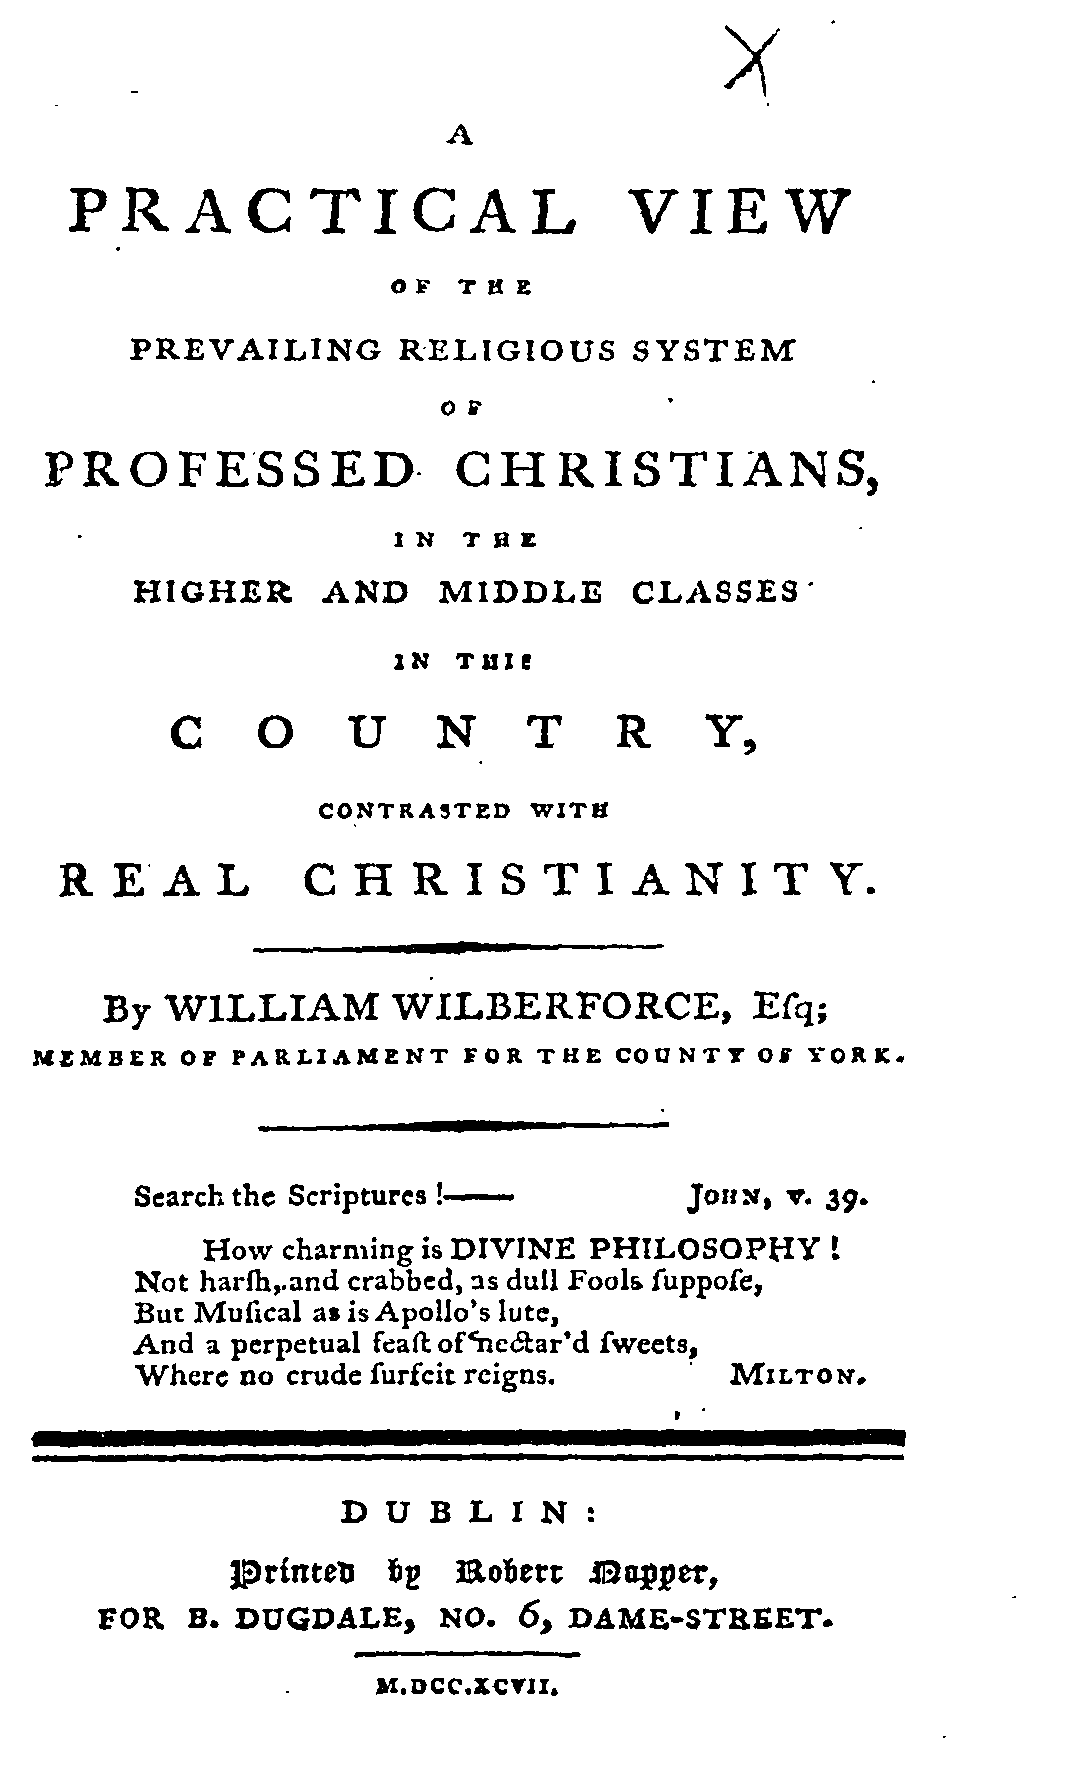 A
PRACTICAL VIEW
OF THE
PREVAILING RELIGIOUS SYSTEM
OF
PROFESSED CHRISTIANS,
IN THE
HIGHER AND MIDDLE CLASSES
IN THIS
COUNTRY,
CONTRASTED WITH
REAL CHRISTIANITY.
By WILLIAM WILBERFORCE, Eſq;
MEMBER OF PARLIAMENT FOR THE COUNTY OF YORK.
Search the Scriptures !—— JOHN, v. 39.
How charming is DIVINE PHILOSOPHY !
Not harſh, and crabbed, as dull Fools ſuppoſe,
But Muſical as is Apollo's lute,
And a perpetual feaſt of nectar'd ſweets,
Where no crude ſurfeit reigns. MILTON.
DUBLIN:
Printed by Robert Dapper,
FOR B. DUGDALE, NO. 6, DAME-STREET.
M.DCC.XCVII.